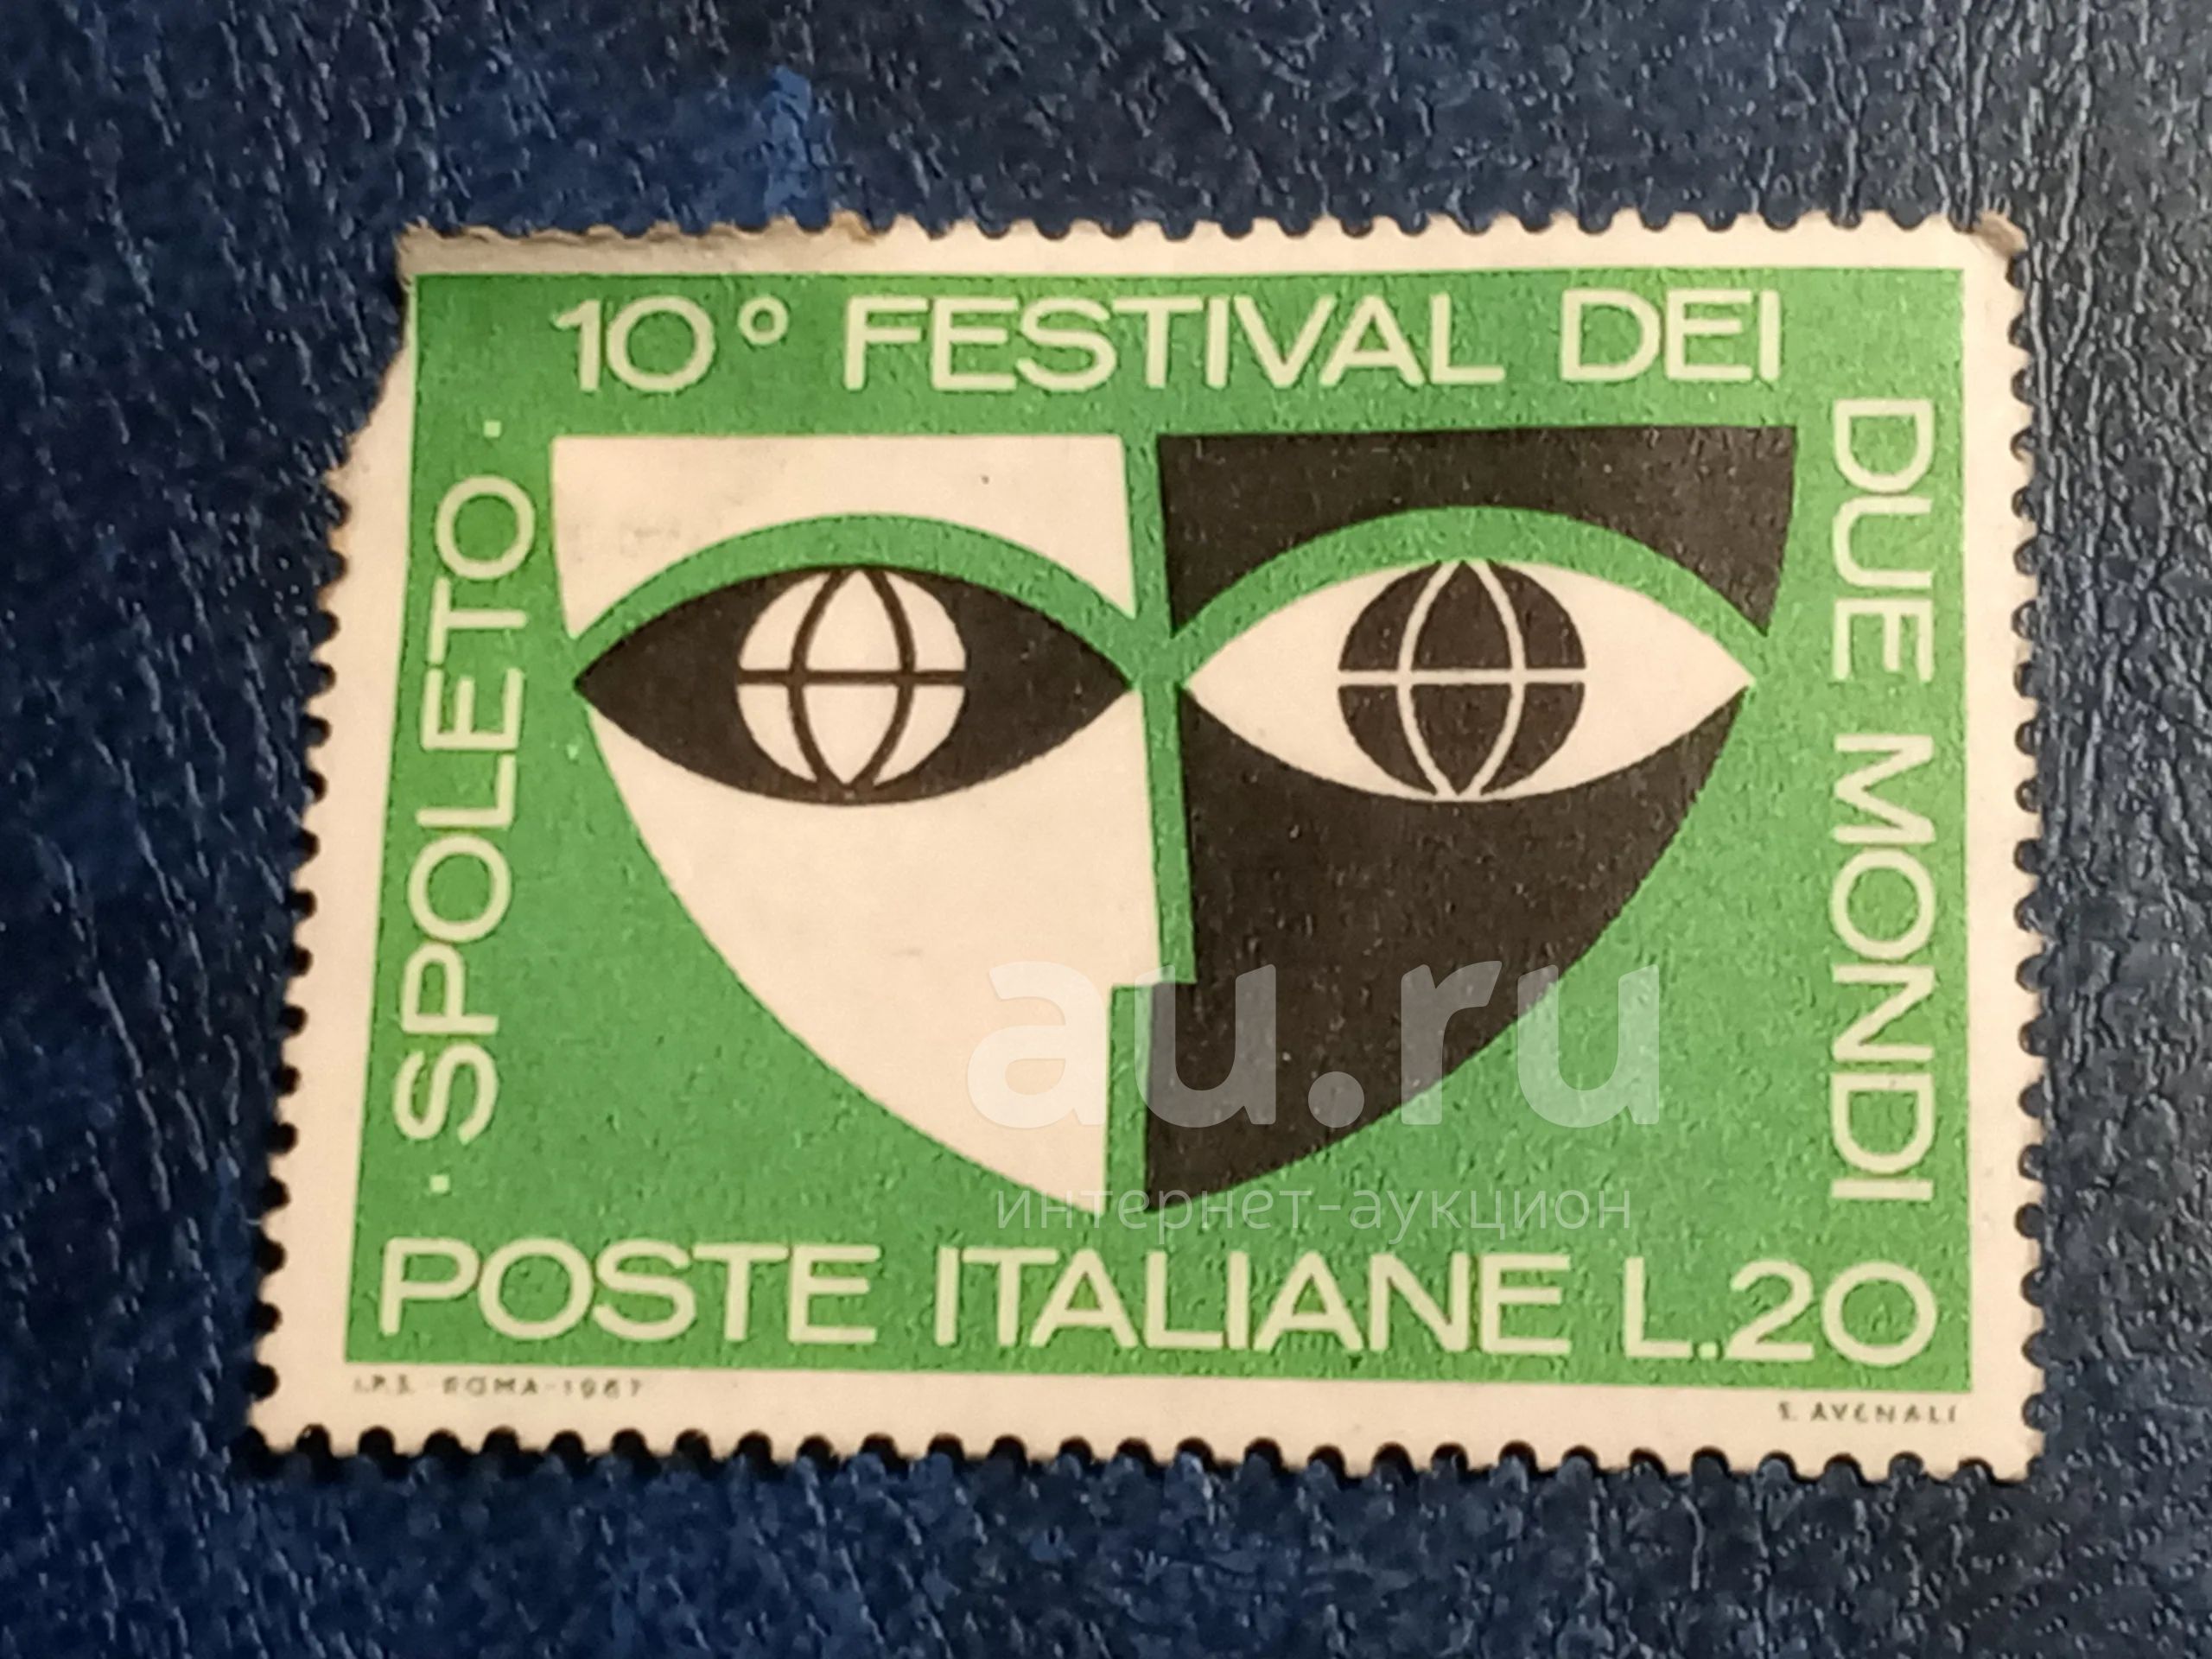 10° FESTIVAL DEI
DUE MONDI
· SPOLETO ·
POSTE ITALIANE L.20
I.P.S. - ROMA - 1967
S. AVENALI
au.ru
интернет-аукцион